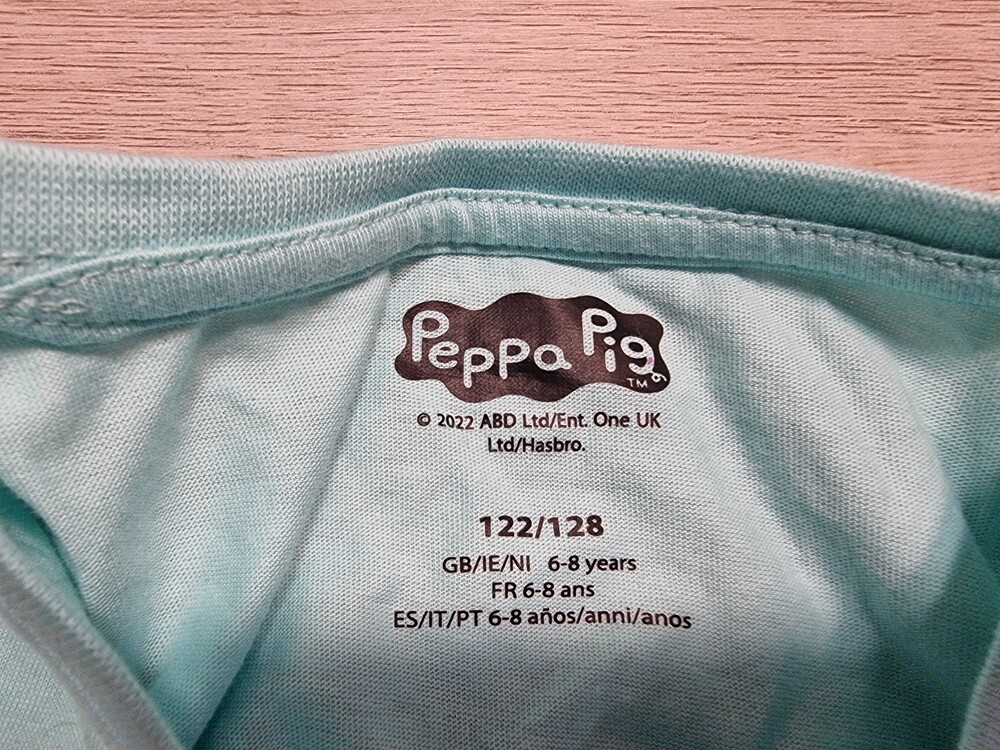 Peppa Pig
TM
© 2022 ABD Ltd/Ent. One UK
Ltd/Hasbro.
122/128
GB/IE/NI 6-8 years
FR 6-8 ans
ES/IT/PT 6-8 años/anni/anos